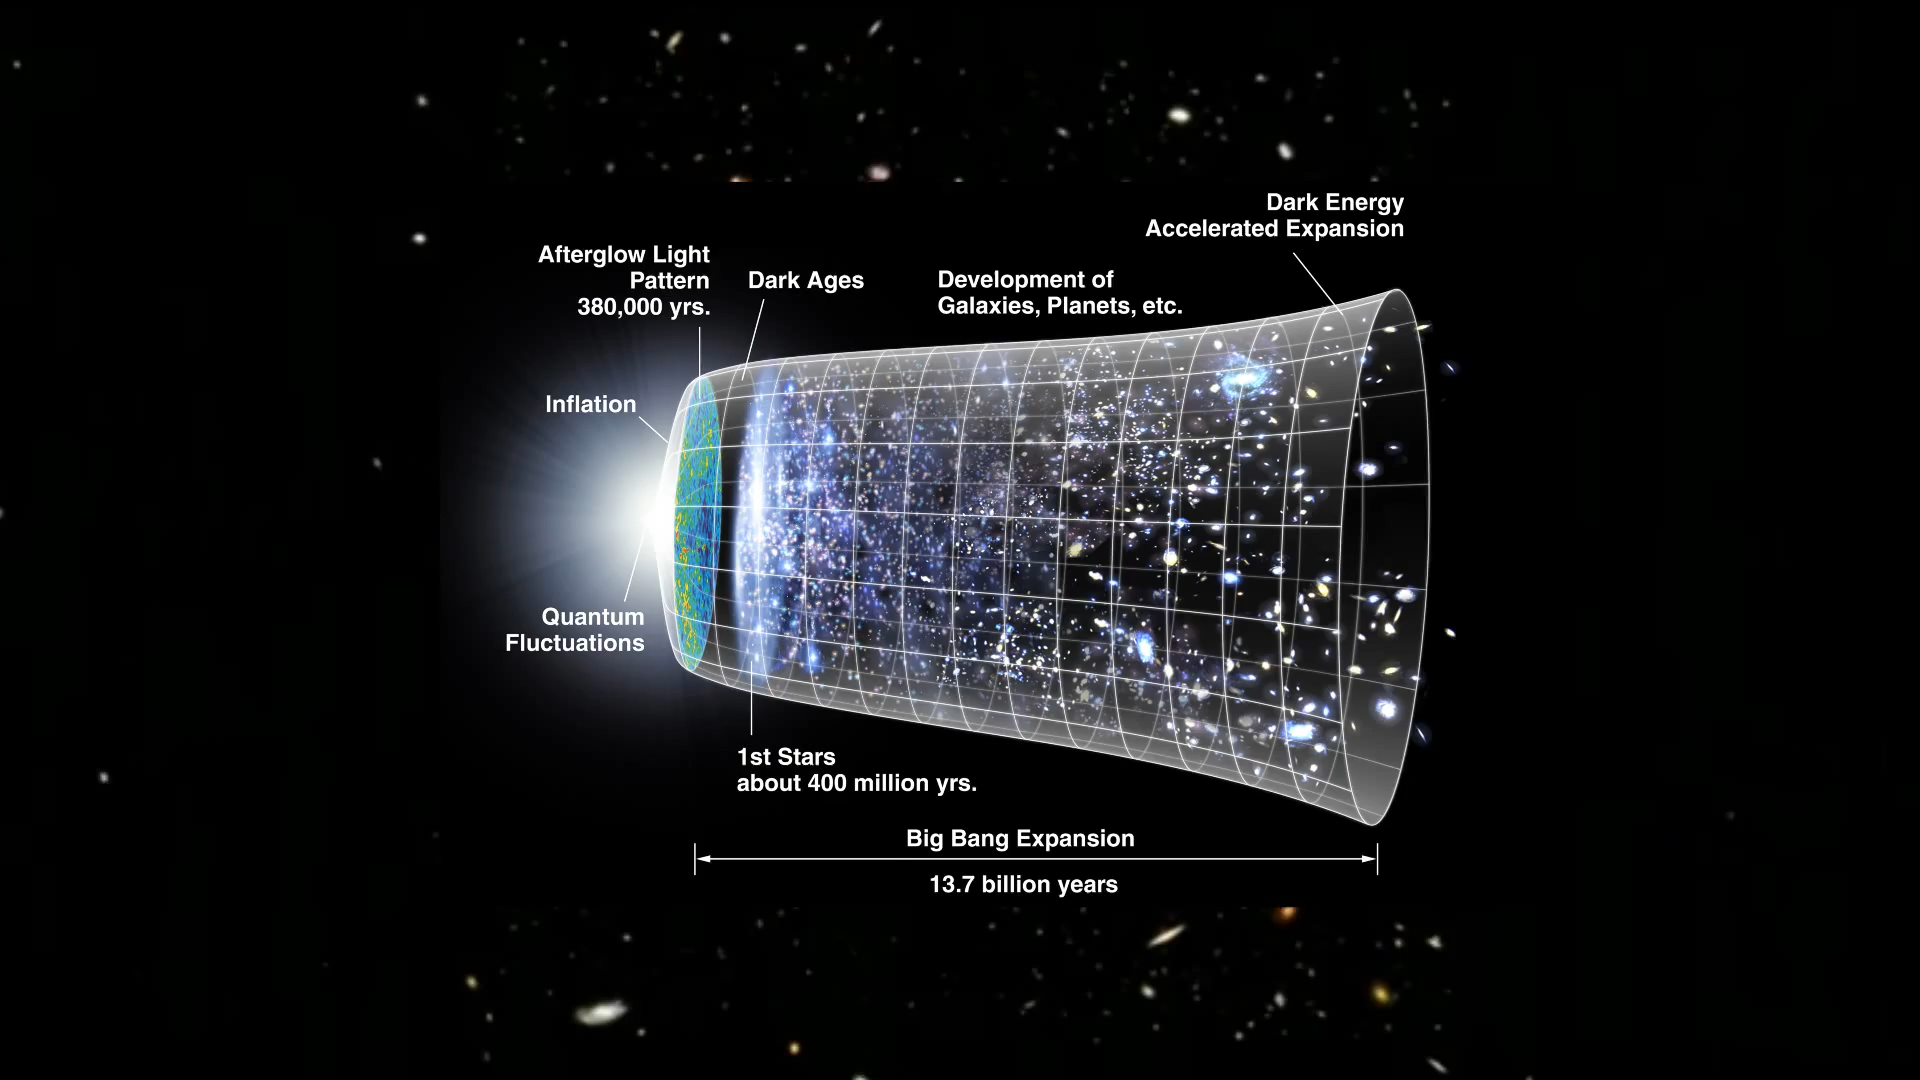 Dark Energy
Accelerated Expansion
Afterglow Light
Pattern
380,000 yrs.
Dark Ages
Development of
Galaxies, Planets, etc.
Inflation
Quantum
Fluctuations
1st Stars
about 400 million yrs.
Big Bang Expansion
13.7 billion years